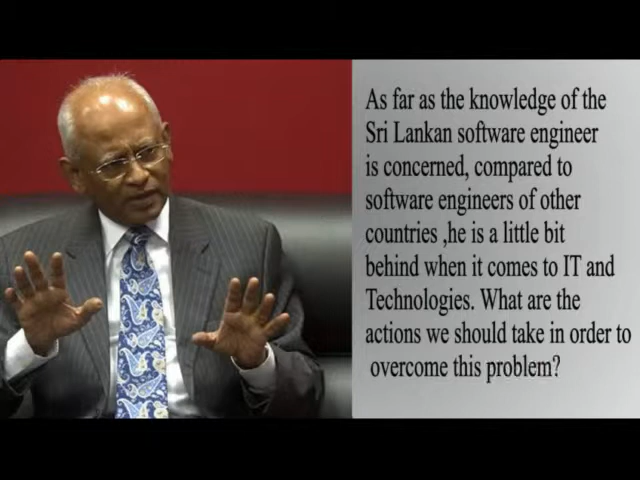 As far as the knowledge of the
Sri Lankan software engineer
is concerned, compared to
software engineers of other
countries ,he is a little bit
behind when it comes to IT and
Technologies. What are the
actions we should take in order to
overcome this problem?